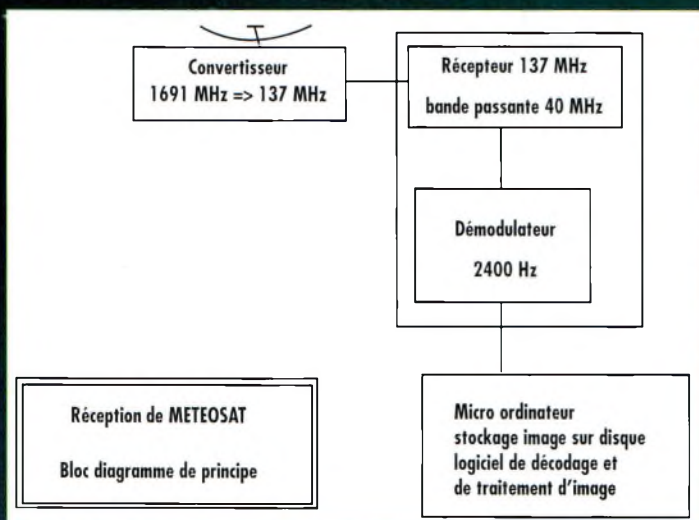 Convertisseur
1691 MHz => 137 MHz
Récepteur 137 MHz
bande passante 40 MHz
Démodulateur
2400 Hz
Réception de METEOSAT
Bloc diagramme de principe
Micro ordinateur
stockage image sur disque
logiciel de décodage et
de traitement d'image